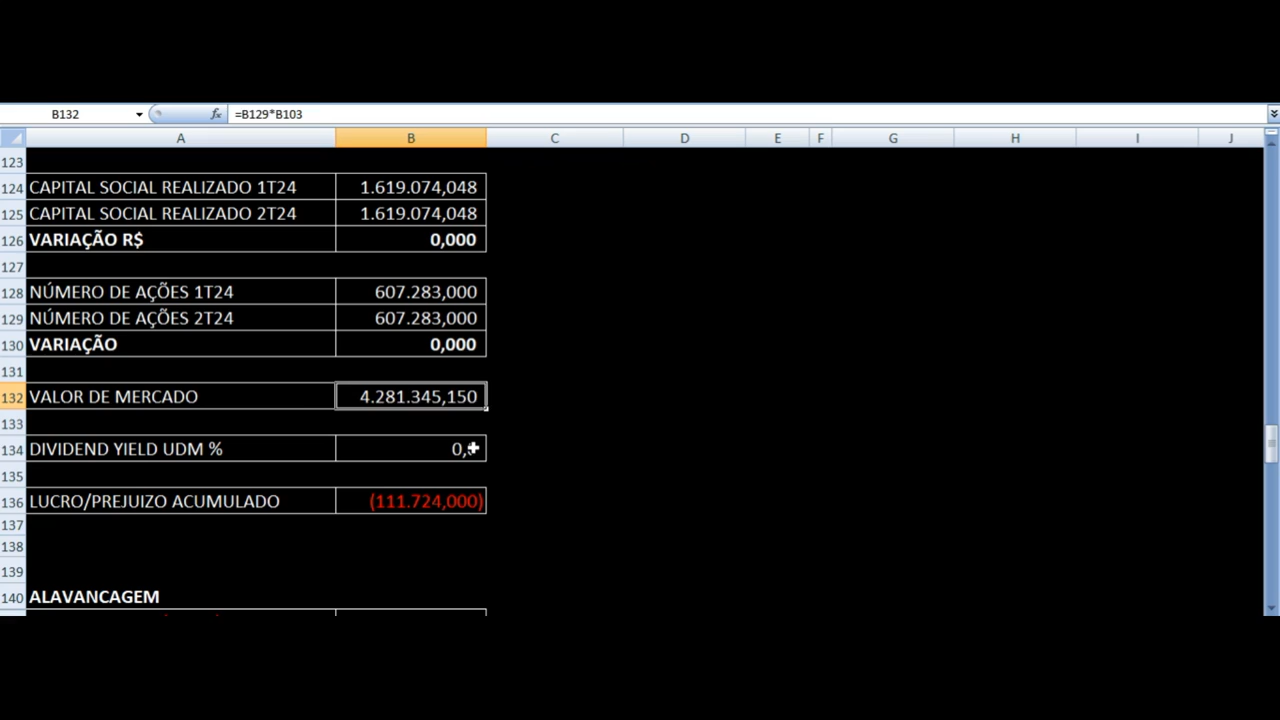 B132 fx =B129*B103
A B C D E F G H I J
123
124 CAPITAL SOCIAL REALIZADO 1T24 1.619.074,048
125 CAPITAL SOCIAL REALIZADO 2T24 1.619.074,048
126 VARIAÇÃO R$ 0,000
127
128 NÚMERO DE AÇÕES 1T24 607.283,000
129 NÚMERO DE AÇÕES 2T24 607.283,000
130 VARIAÇÃO 0,000
131
132 VALOR DE MERCADO 4.281.345,150
133
134 DIVIDEND YIELD UDM % 0,
135
136 LUCRO/PREJUIZO ACUMULADO (111.724,000)
137
138
139
140 ALAVANCAGEM